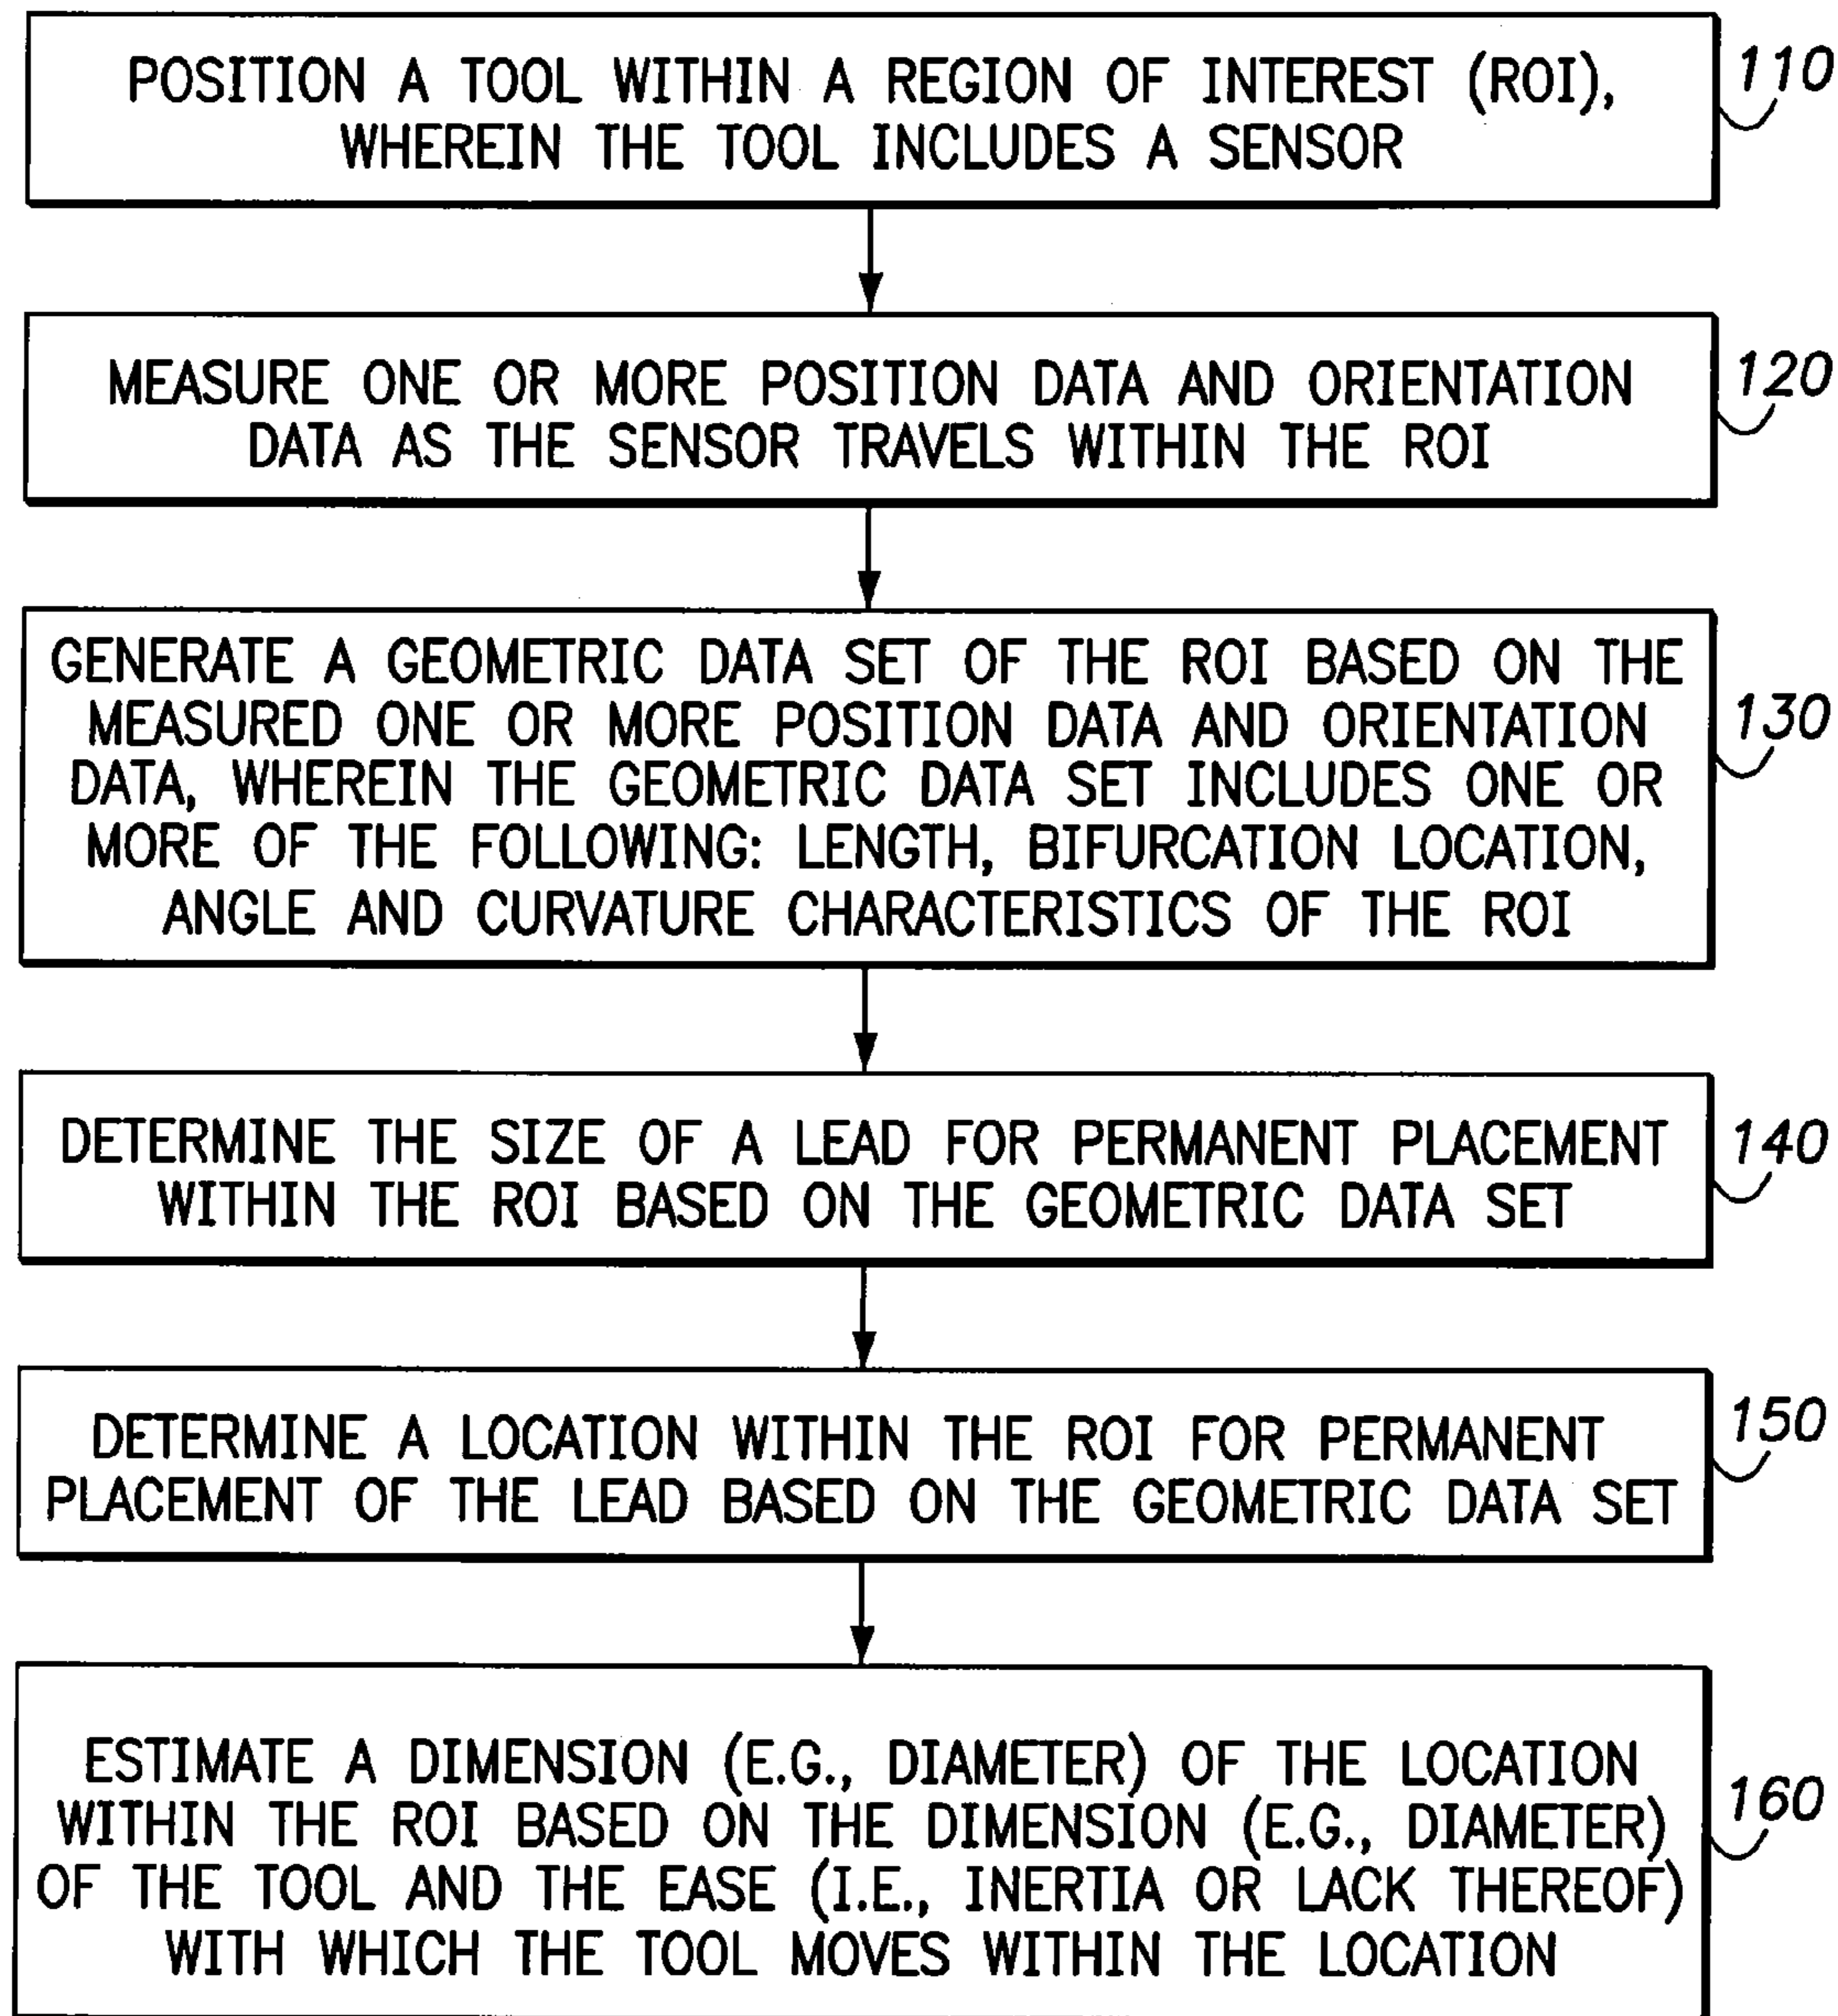 POSITION A TOOL WITHIN A REGION OF INTEREST (ROI),
WHEREIN THE TOOL INCLUDES A SENSOR
110
MEASURE ONE OR MORE POSITION DATA AND ORIENTATION
DATA AS THE SENSOR TRAVELS WITHIN THE ROI
120
GENERATE A GEOMETRIC DATA SET OF THE ROI BASED ON THE
MEASURED ONE OR MORE POSITION DATA AND ORIENTATION
DATA, WHEREIN THE GEOMETRIC DATA SET INCLUDES ONE OR
MORE OF THE FOLLOWING: LENGTH, BIFURCATION LOCATION,
ANGLE AND CURVATURE CHARACTERISTICS OF THE ROI
130
DETERMINE THE SIZE OF A LEAD FOR PERMANENT PLACEMENT
WITHIN THE ROI BASED ON THE GEOMETRIC DATA SET
140
DETERMINE A LOCATION WITHIN THE ROI FOR PERMANENT
PLACEMENT OF THE LEAD BASED ON THE GEOMETRIC DATA SET
150
ESTIMATE A DIMENSION (E.G., DIAMETER) OF THE LOCATION
WITHIN THE ROI BASED ON THE DIMENSION (E.G., DIAMETER)
OF THE TOOL AND THE EASE (I.E., INERTIA OR LACK THEREOF)
WITH WHICH THE TOOL MOVES WITHIN THE LOCATION
160